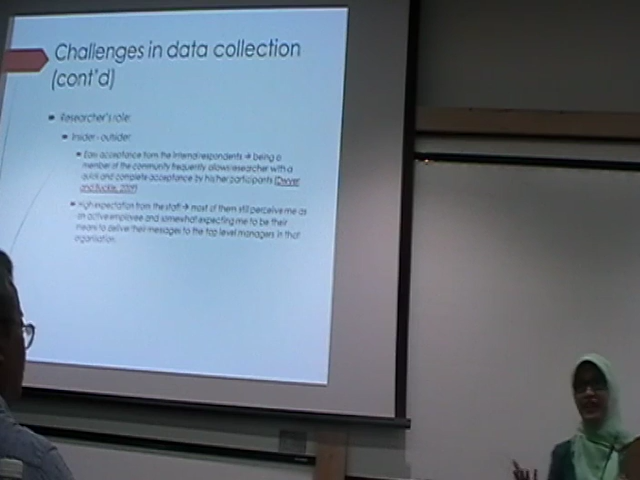 Challenges in data collection
(cont'd)
Researcher's role:
Insider - outsider:
Easy acceptance from the internal respondents → being a
member of the community frequently allows researcher with a
quick and complete acceptance by his/her participants (Dwyer
and Buckle, 2009)
High expectation from the staff → most of them still perceive me as
an active employee and somewhat expecting me to be their
means to deliver their messages to the top level managers in that
organisation.